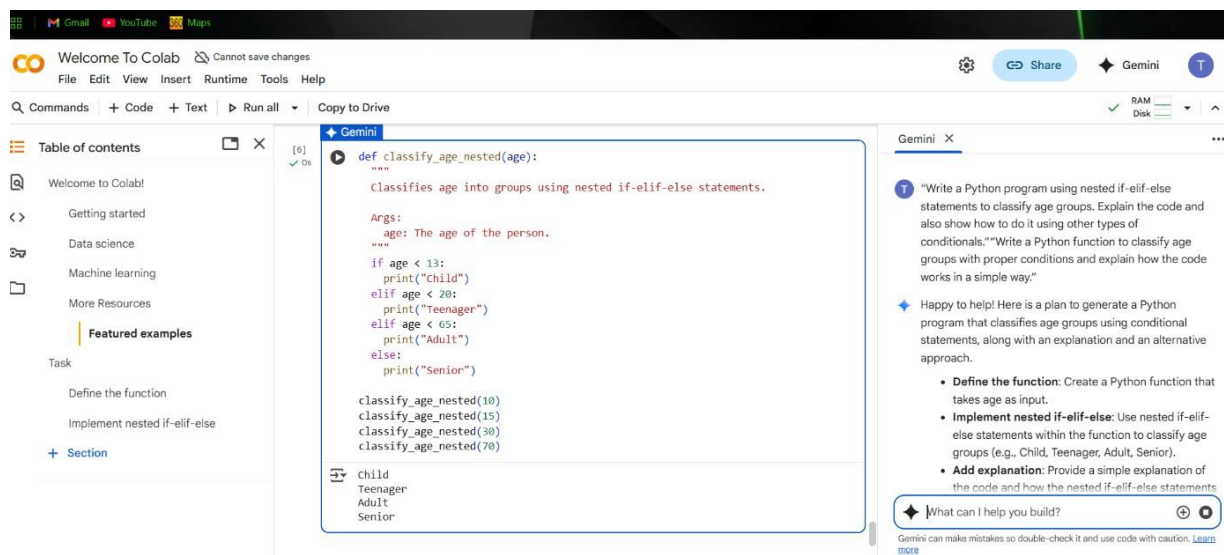 Gmail YouTube 360 Maps
Welcome To Colab Cannot save changes
File Edit View Insert Runtime Tools Help
Share Gemini T
Commands + Code + Text Run all Copy to Drive
RAM
Disk
Table of contents
Welcome to Colab!
Getting started
Data science
Machine learning
More Resources
Featured examples
Task
Define the function
Implement nested if-elif-else
+ Section
Gemini
[6]
0s
def classify_age_nested(age):
"""
Classifies age into groups using nested if-elif-else statements.
Args:
age: The age of the person.
"""
if age < 13:
print("Child")
elif age < 20:
print("Teenager")
elif age < 65:
print("Adult")
else:
print("Senior")
classify_age_nested(10)
classify_age_nested(15)
classify_age_nested(30)
classify_age_nested(70)
Child
Teenager
Adult
Senior
Gemini
T
"Write a Python program using nested if-elif-else
statements to classify age groups. Explain the code and
also show how to do it using other types of
conditionals.""Write a Python function to classify age
groups with proper conditions and explain how the code
works in a simple way."
Happy to help! Here is a plan to generate a Python
program that classifies age groups using conditional
statements, along with an explanation and an alternative
approach.
• Define the function: Create a Python function that
takes age as input.
• Implement nested if-elif-else: Use nested if-elif-
else statements within the function to classify age
groups (e.g., Child, Teenager, Adult, Senior).
• Add explanation: Provide a simple explanation of
the code and how the nested if-elif-else statements
What can I help you build?
Gemini can make mistakes so double-check it and use code with caution. Learn
more